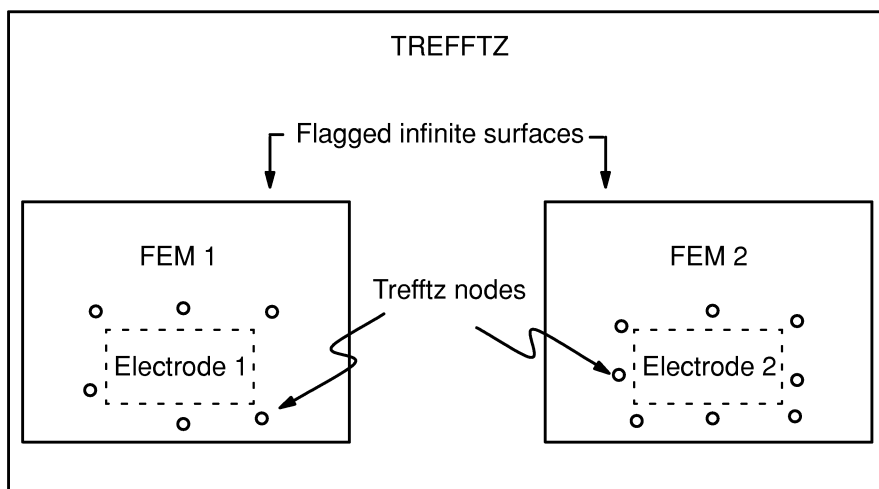 TREFFTZ
Flagged infinite surfaces
FEM 1
FEM 2
Trefftz nodes
Electrode 1
Electrode 2